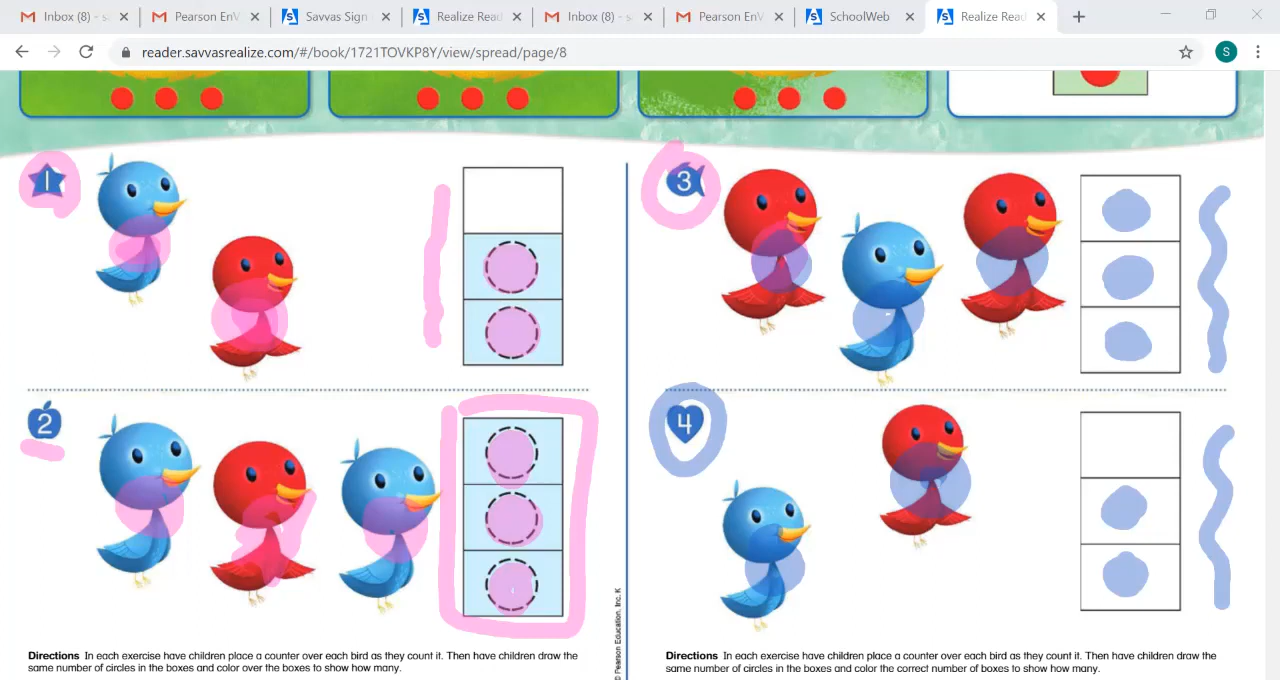 Inbox (8) - s
Pearson EnV
Savvas Sign
Realize Read
Inbox (8) - s
Pearson EnV
SchoolWeb
Realize Read
reader.savvasrealize.com/#/book/1721TOVKP8Y/view/spread/page/8
S
1
2
Directions In each exercise have children place a counter over each bird as they count it. Then have children draw the
same number of circles in the boxes and color over the boxes to show how many.
© Pearson Education, Inc. K
3
4
Directions In each exercise have children place a counter over each bird as they count it. Then have children draw the
same number of circles in the boxes and color the correct number of boxes to show how many.